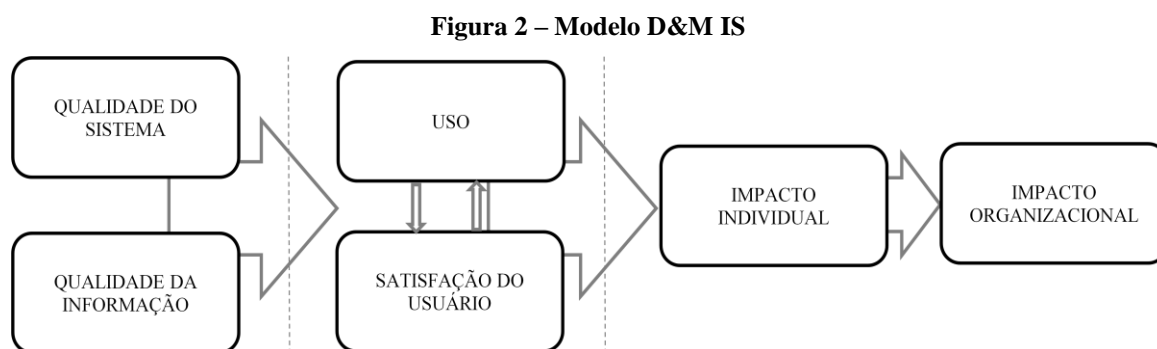 Figura 2 – Modelo D&M IS
QUALIDADE DO
SISTEMA
QUALIDADE DA
INFORMAÇÃO
USO
SATISFAÇÃO DO
USUÁRIO
IMPACTO
INDIVIDUAL
IMPACTO
ORGANIZACIONAL